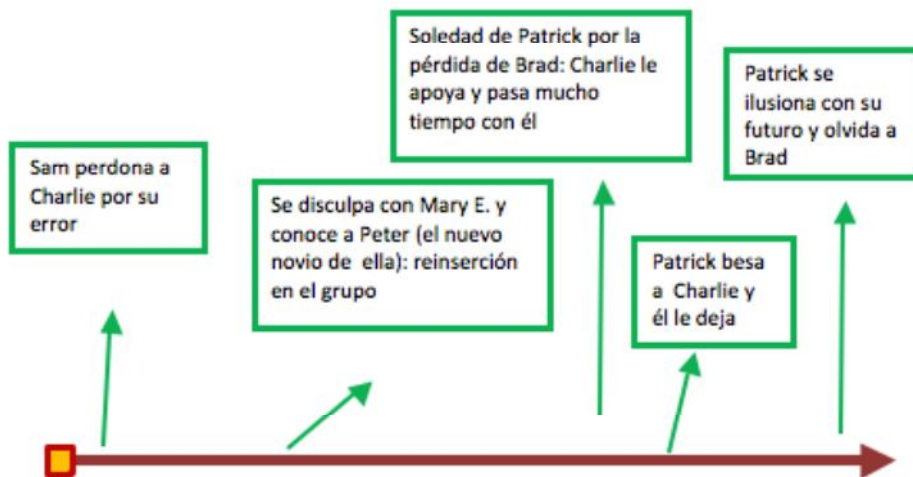 Sam perdona a
Charlie por su
error
Se disculpa con Mary E. y
conoce a Peter (el nuevo
novio de ella): reinserción
en el grupo
Soledad de Patrick por la
pérdida de Brad: Charlie le
apoya y pasa mucho
tiempo con él
Patrick besa
a Charlie y
él le deja
Patrick se
ilusiona con su
futuro y olvida a
Brad